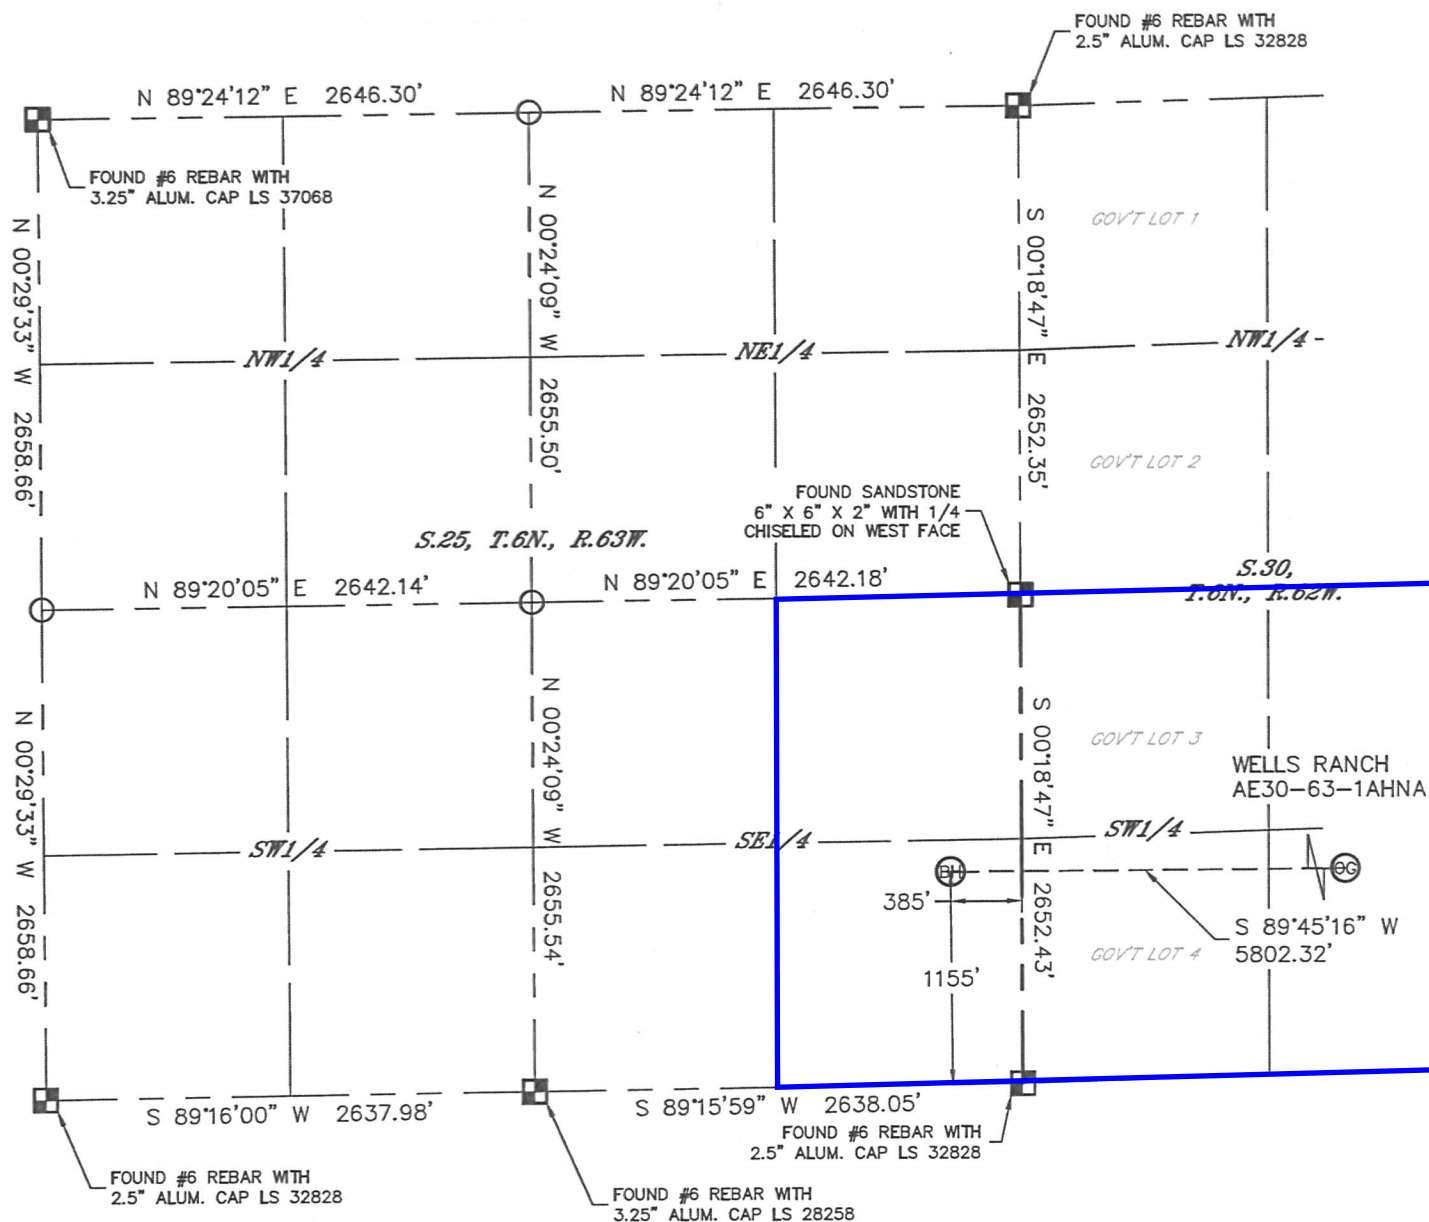 FOUND #6 REBAR WITH
2.5" ALUM. CAP LS 32828
N 89°24'12" E 2646.30'
N 89°24'12" E 2646.30'
FOUND #6 REBAR WITH
3.25" ALUM. CAP LS 37068
N 00°29'33" W 2658.66'
N 00°24'09" W 2655.50'
S 00°18'47" E 2652.35'
GOV'T LOT 1
NW1/4
NE1/4
NW1/4
GOV'T LOT 2
FOUND SANDSTONE
6" X 6" X 2" WITH 1/4
CHISELED ON WEST FACE
S.25, T.6N., R.63W.
S.30,
T.6N., R.62W.
N 89°20'05" E 2642.14'
N 89°20'05" E 2642.18'
N 00°29'33" W 2658.66'
N 00°24'09" W 2655.54'
S 00°18'47" E 2652.43'
GOV'T LOT 3
WELLS RANCH
AE30-63-1AHNA
SW1/4
SE1/4
SW1/4
BH
OG
385'
S 89°45'16" W
5802.32'
GOV'T LOT 4
1155'
S 89°16'00" W 2637.98'
S 89°15'59" W 2638.05'
FOUND #6 REBAR WITH
2.5" ALUM. CAP LS 32828
FOUND #6 REBAR WITH
2.5" ALUM. CAP LS 32828
FOUND #6 REBAR WITH
3.25" ALUM. CAP LS 28258